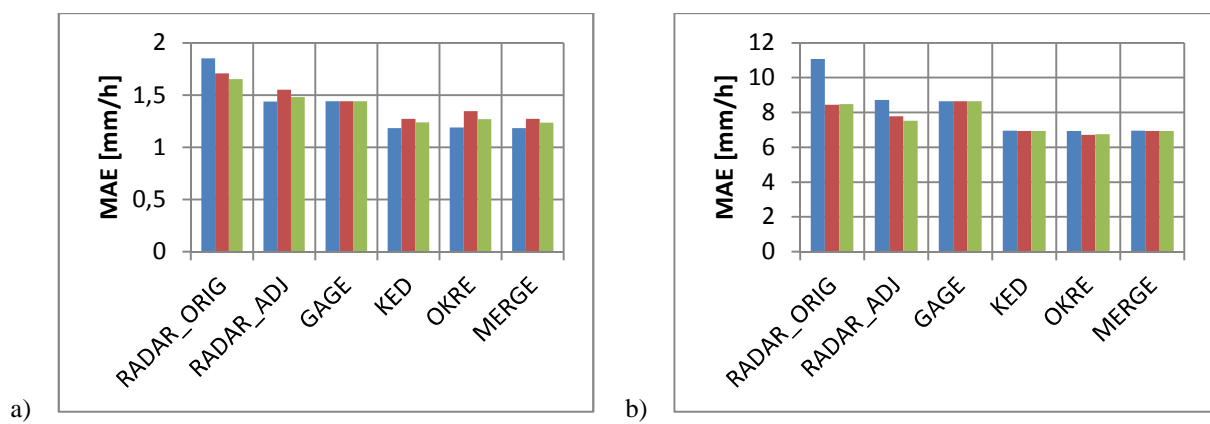 2
1,5
1
0,5
0
MAE [mm/h]
RADAR_ORIG
RADAR_ADJ
GAGE
KED
OKRE
MERGE
a)
12
10
8
6
4
2
0
MAE [mm/h]
RADAR_ORIG
RADAR_ADJ
GAGE
KED
OKRE
MERGE
b)